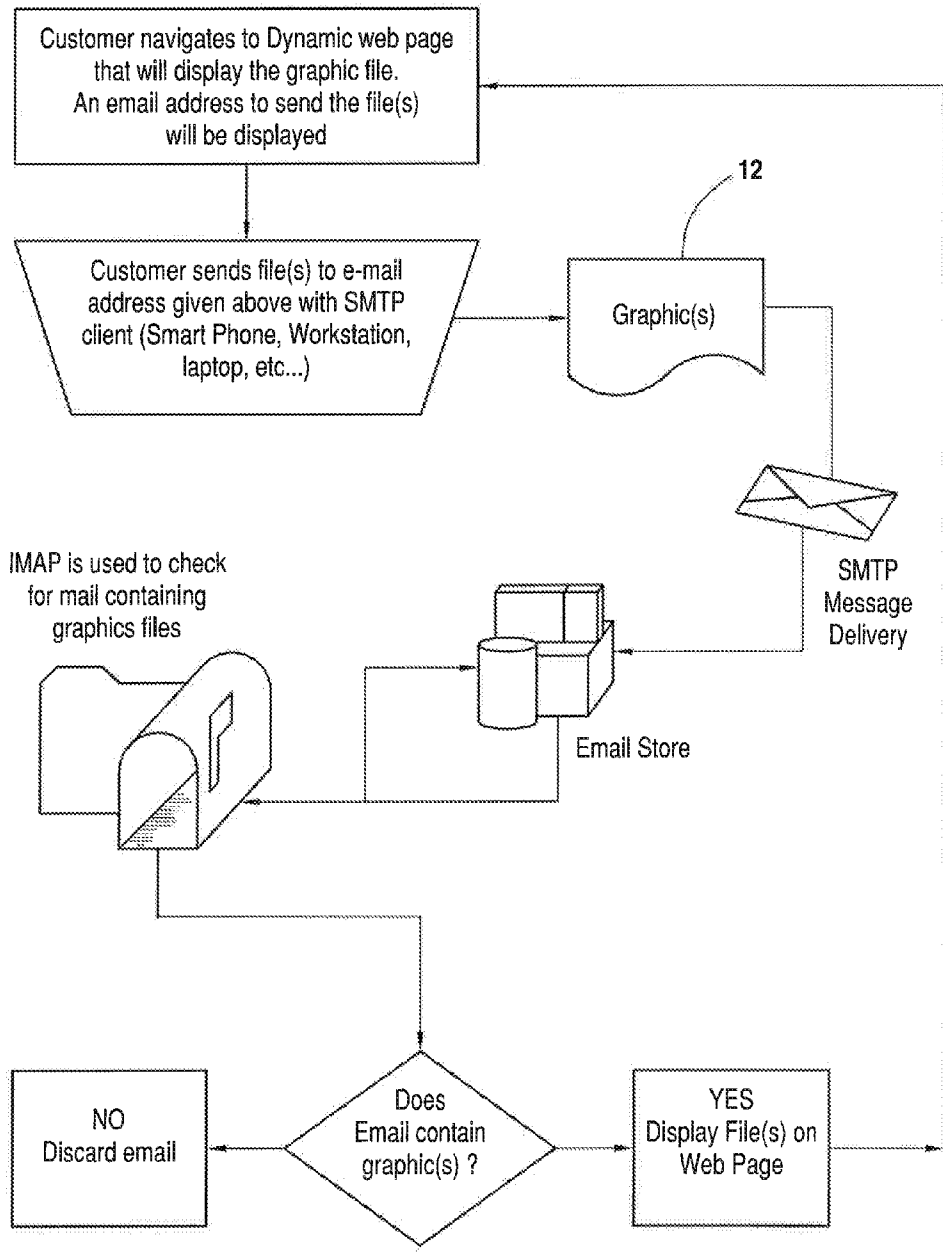 Customer navigates to Dynamic web page
that will display the graphic file.
An email address to send the file(s)
will be displayed
12
Customer sends file(s) to e-mail
address given above with SMTP
client (Smart Phone, Workstation,
laptop, etc...)
Graphic(s)
SMTP
Message
Delivery
IMAP is used to check
for mail containing
graphics files
Email Store
NO
Discard email
Does
Email contain
graphic(s) ?
YES
Display File(s) on
Web Page